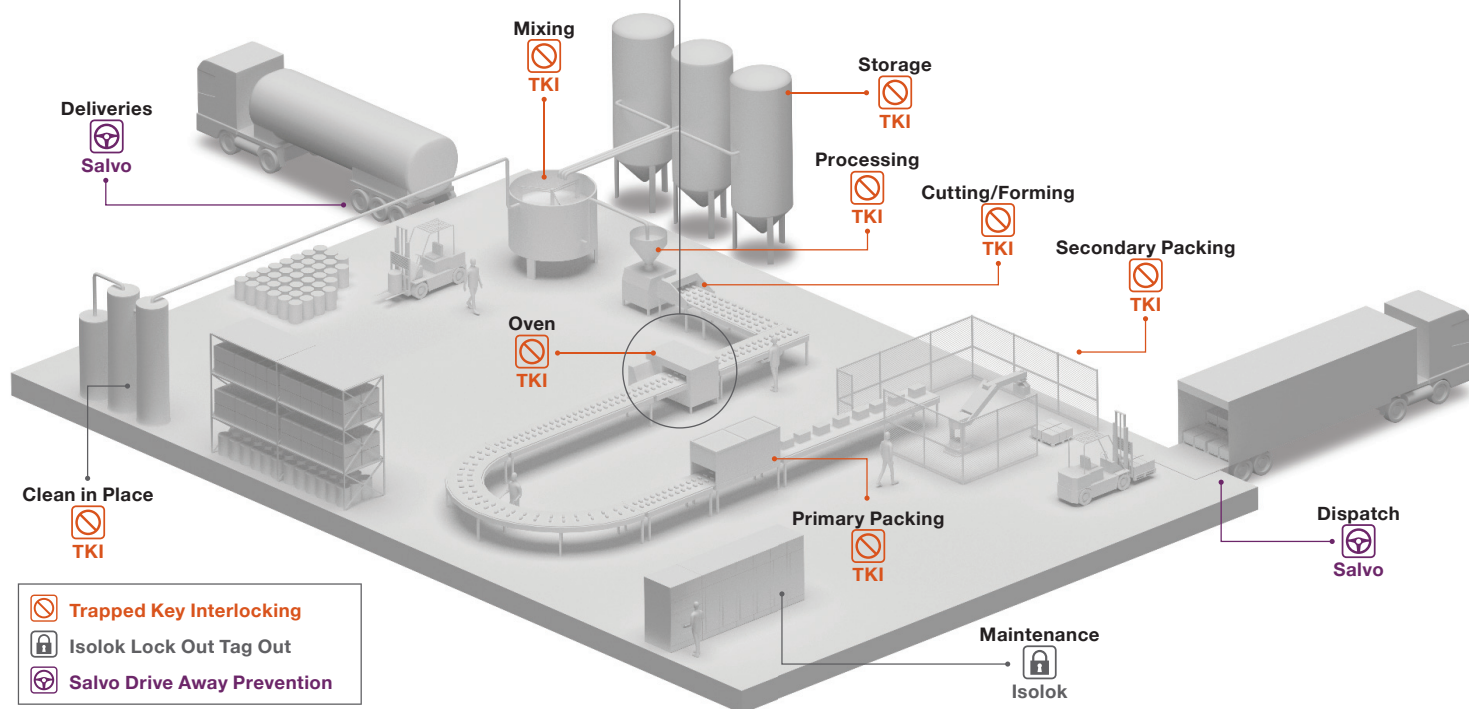 Mixing
TKI
Storage
TKI
Deliveries
Salvo
Processing
TKI
Cutting/Forming
TKI
Secondary Packing
TKI
Oven
TKI
Clean in Place
TKI
Primary Packing
TKI
Dispatch
Salvo
Maintenance
Isolok
Trapped Key Interlocking
Isolok Lock Out Tag Out
Salvo Drive Away Prevention